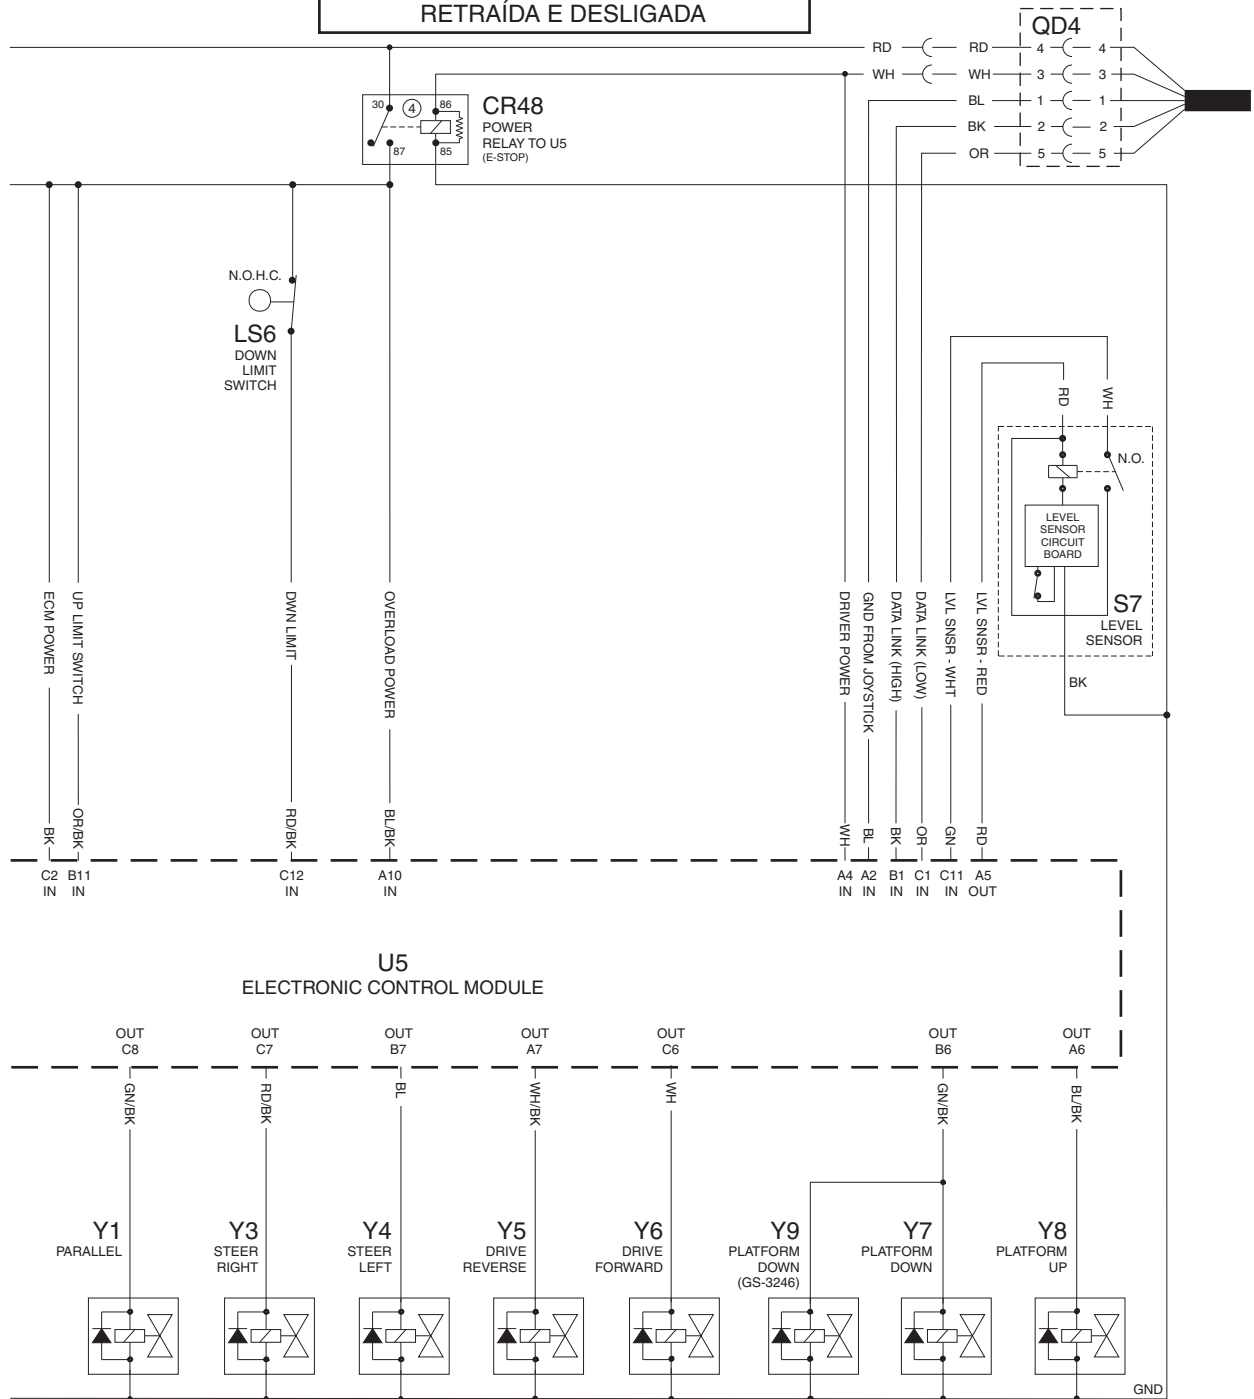 RETRAÍDA E DESLIGADA
QD4
RD RD 4 4
WH WH 3 3
BL 1 1
BK 2 2
OR 5 5
30 4 86
87 85
CR48
POWER
RELAY TO U5
(E-STOP)
N.O.H.C.
LS6
DOWN
LIMIT
SWITCH
RD
WH
N.O.
LEVEL
SENSOR
CIRCUIT
BOARD
S7
LEVEL
SENSOR
BK
ECM POWER
UP LIMIT SWITCH
DWN LIMIT
OVERLOAD POWER
DRIVER POWER
GND FROM JOYSTICK
DATA LINK (HIGH)
DATA LINK (LOW)
LVL SNSR - WHT
LVL SNSR - RED
BK OR/BK RD/BK BL/BK WH BL BK OR GN RD
C2 B11 C12 A10 A4 A2 B1 C1 C11 A5
IN IN IN IN IN IN IN IN IN OUT
U5
ELECTRONIC CONTROL MODULE
OUT OUT OUT OUT OUT OUT OUT
C8 C7 B7 A7 C6 B6 A6
GN/BK RD/BK BL WH/BK WH GN/BK BL/BK
Y1
PARALLEL
Y3
STEER
RIGHT
Y4
STEER
LEFT
Y5
DRIVE
REVERSE
Y6
DRIVE
FORWARD
Y9
PLATFORM
DOWN
(GS-3246)
Y7
PLATFORM
DOWN
Y8
PLATFORM
UP
GND